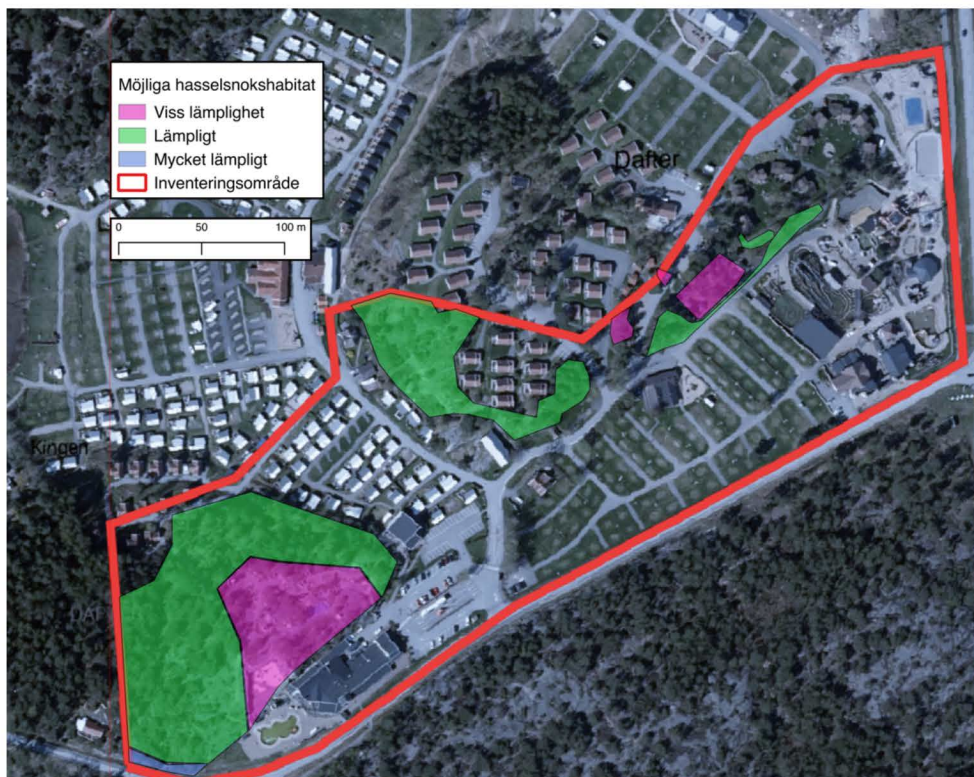 Möjliga hasselsnokshabitat
Viss lämplighet
Lämpligt
Mycket lämpligt
Inventeringsområde
0 50 100 m
Dafter
Kingen